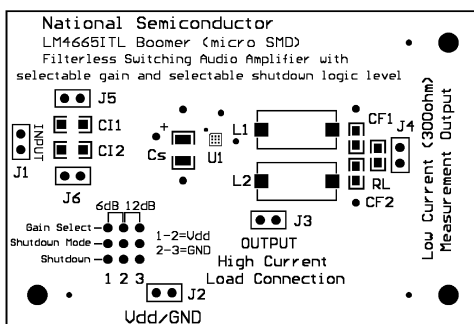 National Semiconductor
LM4665ITL Boomer (micro SMD)
Filterless Switching Audio Amplifier with
selectable gain and selectable shutdown logic level
J5
INPUT
CI1
CI2
J1
J6
+
Cs
U1
L1
L2
CF1
J4
RL
CF2
Low Current (300ohm)
Measurement Output
6dB 12dB
Gain Select
Shutdown Mode
Shutdown
1 2 3
1-2=Vdd
2-3=GND
J3
OUTPUT
High Current
Load Connection
J2
Vdd/GND